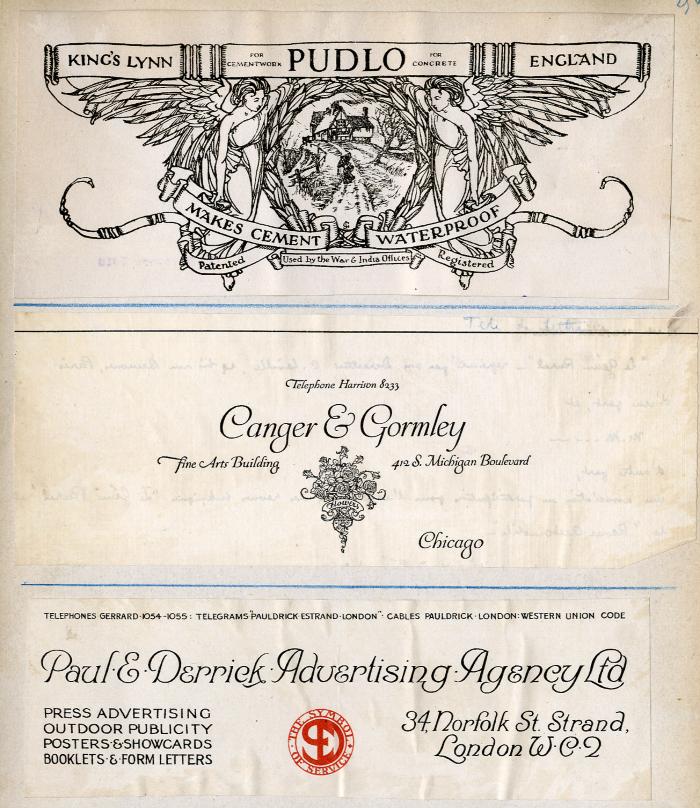 KING'S LYNN
FOR CEMENTWORK
PUDLO
FOR CONCRETE
ENGLAND
MAKES CEMENT WATERPROOF
Patented
Used by the War & India Offices
Registered
Telephone Harrison 8233
Canger & Gormley
Fine Arts Building
412 S. Michigan Boulevard
Flowers
Chicago
TELEPHONES GERRARD·1054-1055: TELEGRAMS "PAULDRICK·ESTRAND·LONDON" · CABLES PAULDRICK·LONDON: WESTERN UNION CODE
Paul·E·Derrick·Advertising·Agency Ltd
PRESS ADVERTISING
OUTDOOR PUBLICITY
POSTERS·&·SHOWCARDS
BOOKLETS·&·FORM LETTERS
THE SYMBOL OF SERVICE
34, Norfolk St. Strand,
London W·C·2